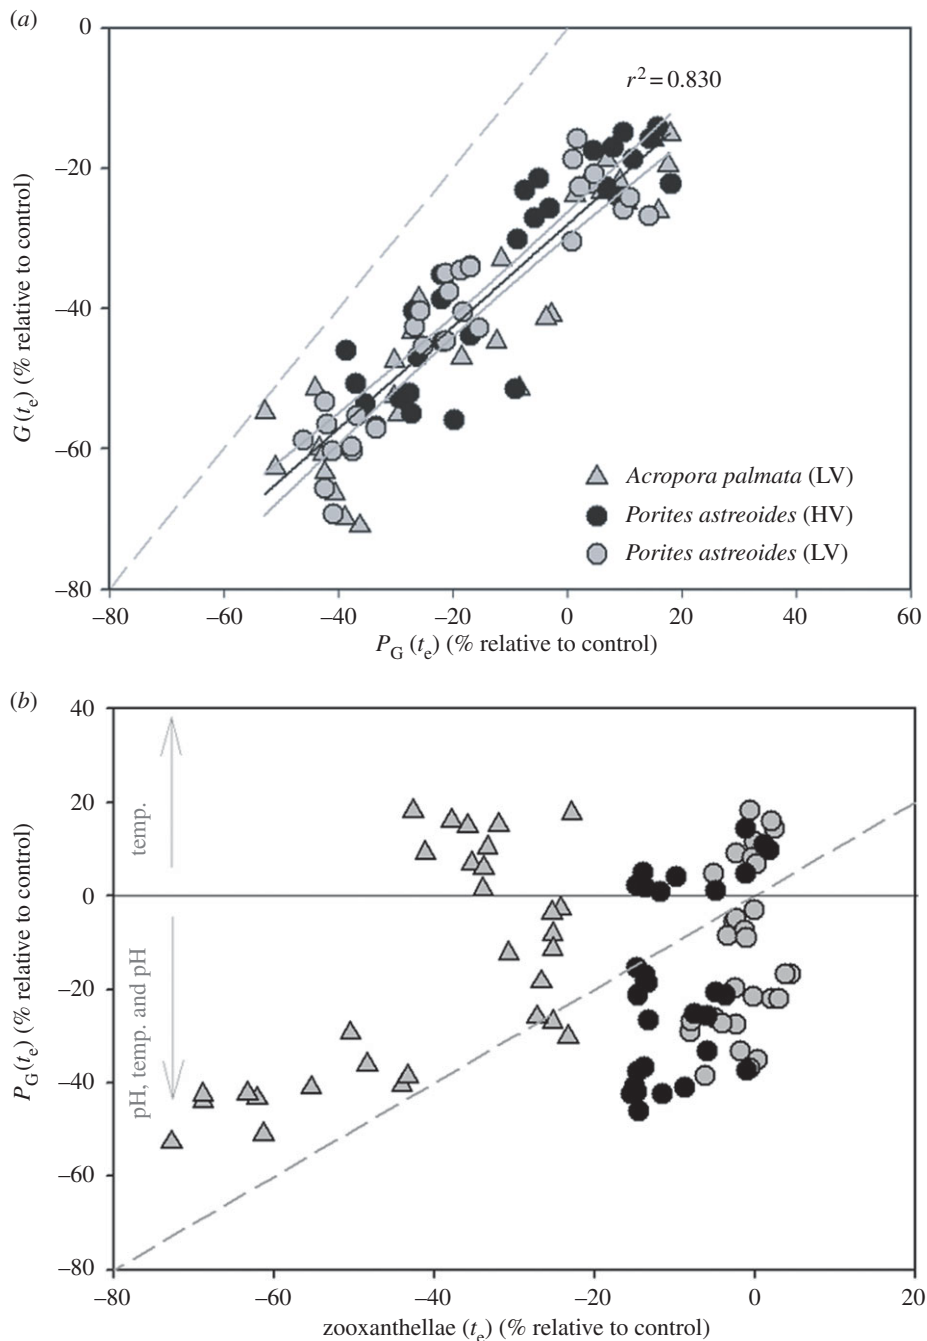 (a)
0
–20
–40
–60
–80
G (tₑ) (% relative to control)
r² = 0.830
Acropora palmata (LV)
Porites astreoides (HV)
Porites astreoides (LV)
–80 –60 –40 –20 0 20 40 60
P_G (tₑ) (% relative to control)
(b)
40
20
0
–20
–40
–60
–80
P_G (tₑ) (% relative to control)
temp.
pH, temp. and pH
–80 –60 –40 –20 0 20
zooxanthellae (tₑ) (% relative to control)